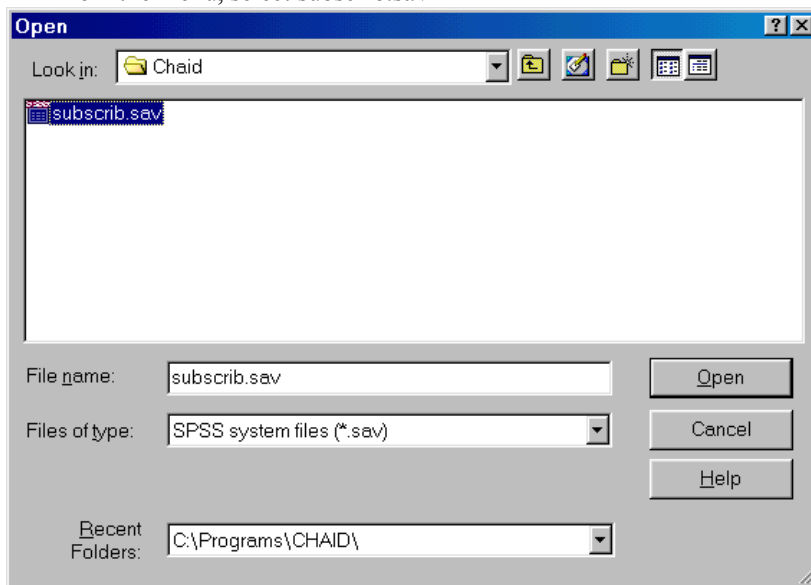 Open
Look in: Chaid
subscrib.sav
File name: subscrib.sav Open
Files of type: SPSS system files (*.sav) Cancel
Help
Recent Folders: C:\Programs\CHAID\